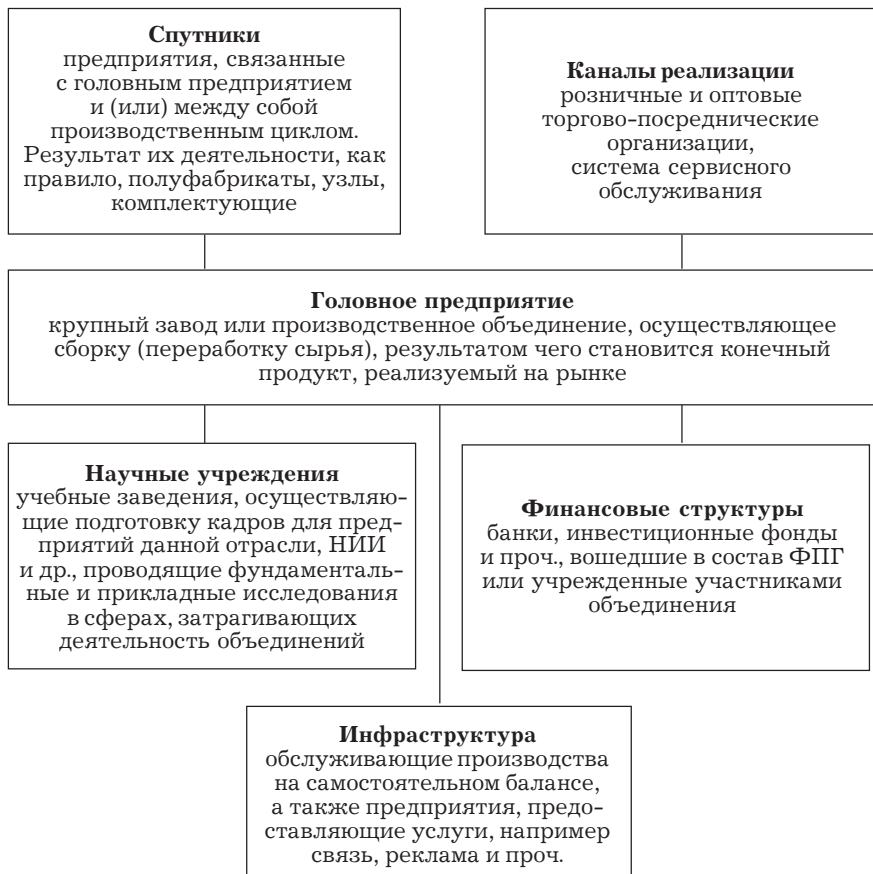 Спутники
предприятия, связанные
с головным предприятием
и (или) между собой
производственным циклом.
Результат их деятельности, как
правило, полуфабрикаты, узлы,
комплектующие
Каналы реализации
розничные и оптовые
торгово-посреднические
организации,
система сервисного
обслуживания
Головное предприятие
крупный завод или производственное объединение, осуществляющее
сборку (переработку сырья), результатом чего становится конечный
продукт, реализуемый на рынке
Научные учреждения
учебные заведения, осуществляю-
щие подготовку кадров для пред-
приятий данной отрасли, НИИ
и др., проводящие фундаменталь-
ные и прикладные исследования
в сферах, затрагивающих
деятельность объединений
Финансовые структуры
банки, инвестиционные фонды
и проч., вошедшие в состав ФПГ
или учрежденные участниками
объединения
Инфраструктура
обслуживающие производства
на самостоятельном балансе,
а также предприятия, предо-
ставляющие услуги, например
связь, реклама и проч.